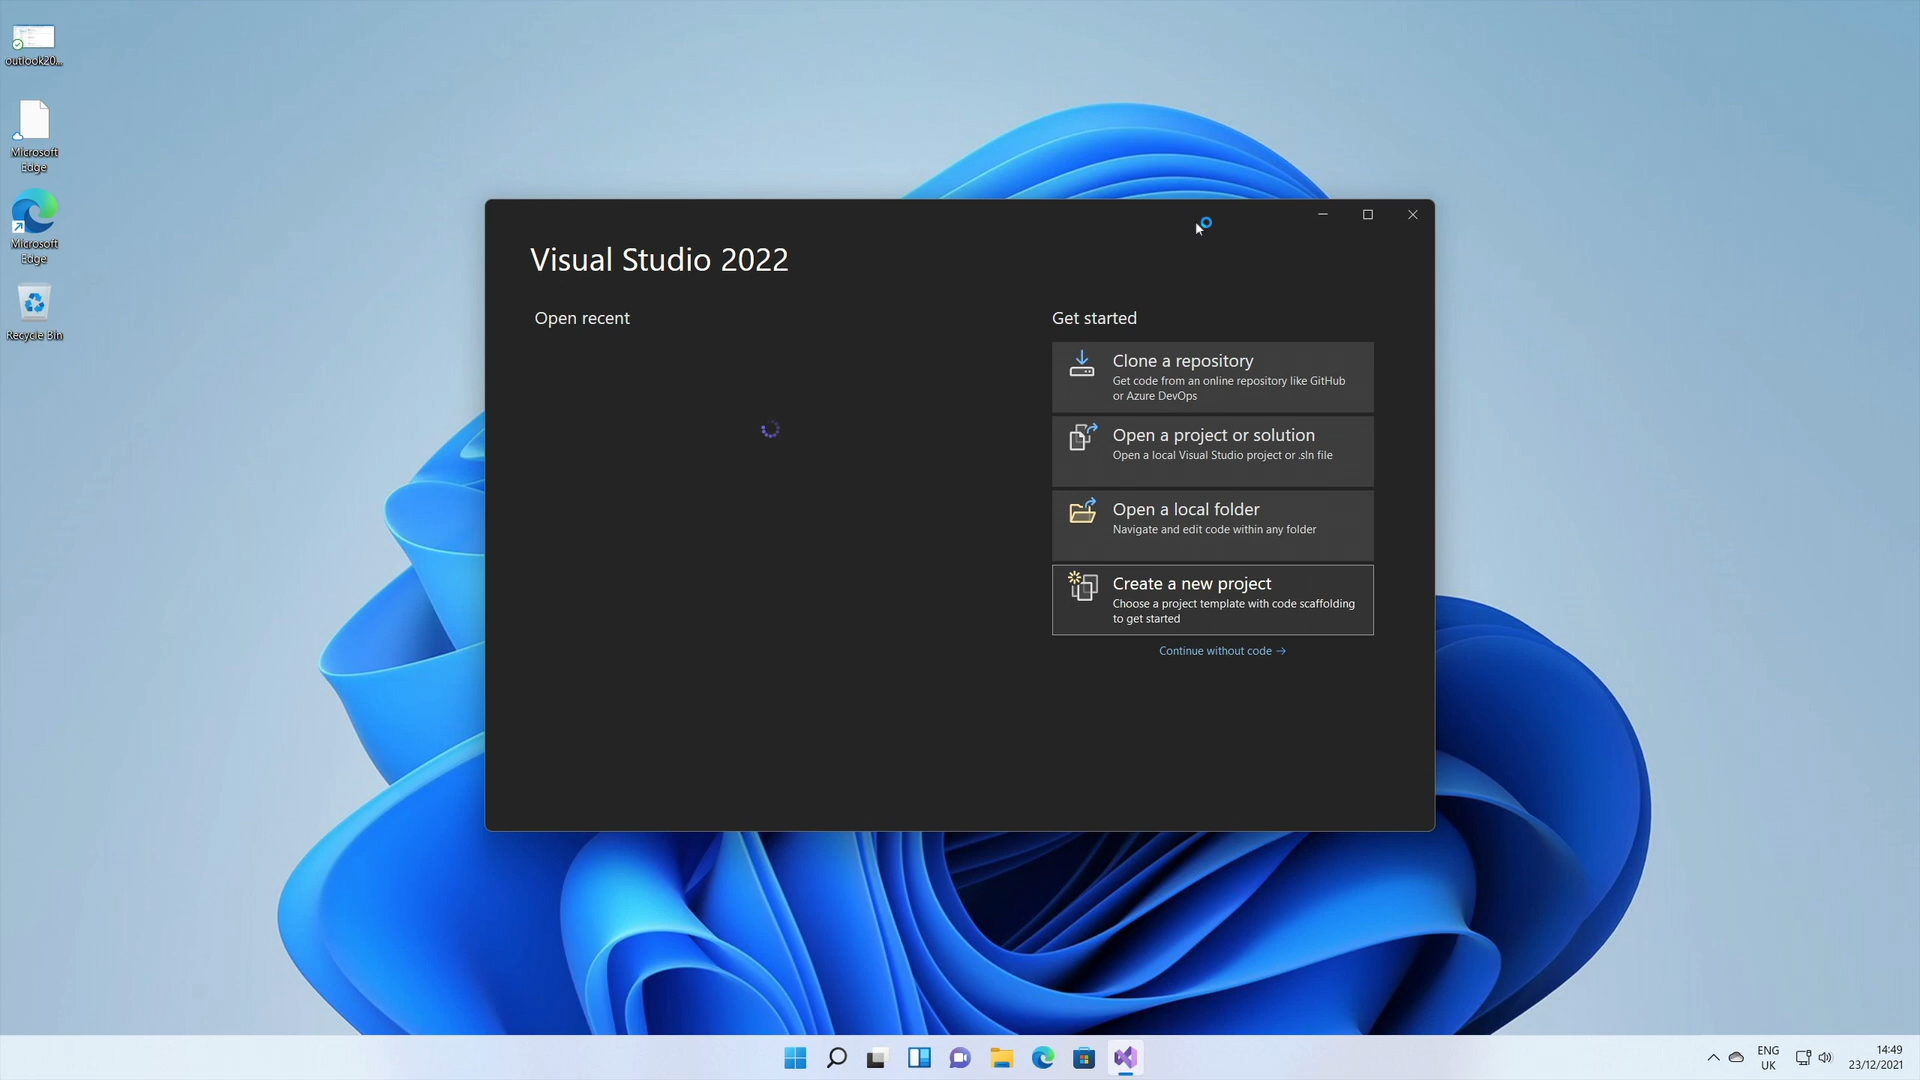 outlook20...
Microsoft
Edge
Microsoft
Edge
Recycle Bin
Visual Studio 2022
Open recent
Get started
Clone a repository
Get code from an online repository like GitHub
or Azure DevOps
Open a project or solution
Open a local Visual Studio project or .sln file
Open a local folder
Navigate and edit code within any folder
Create a new project
Choose a project template with code scaffolding
to get started
Continue without code →
ENG
UK
14:49
23/12/2021